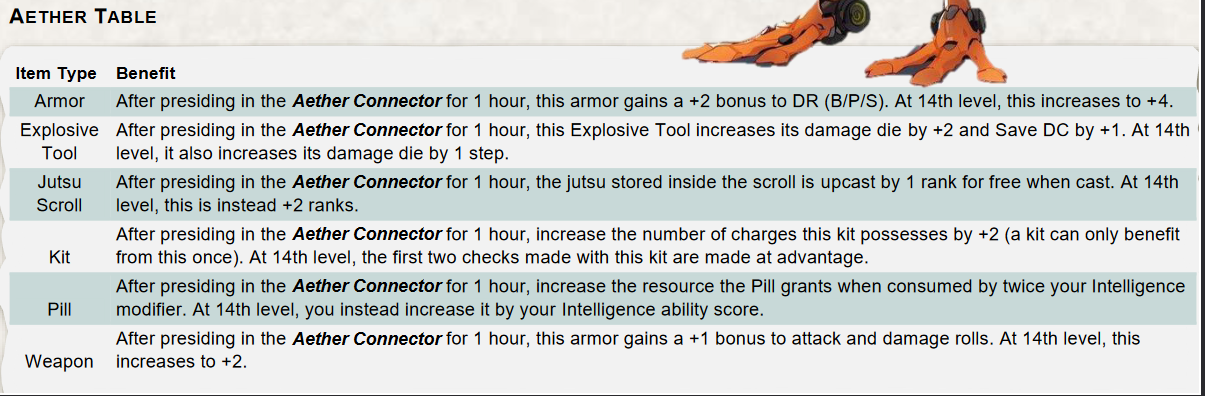 AETHER TABLE
Item Type Benefit
Armor After presiding in the Aether Connector for 1 hour, this armor gains a +2 bonus to DR (B/P/S). At 14th level, this increases to +4.
Explosive Tool After presiding in the Aether Connector for 1 hour, this Explosive Tool increases its damage die by +2 and Save DC by +1. At 14th
level, it also increases its damage die by 1 step.
Jutsu Scroll After presiding in the Aether Connector for 1 hour, the jutsu stored inside the scroll is upcast by 1 rank for free when cast. At 14th
level, this is instead +2 ranks.
Kit After presiding in the Aether Connector for 1 hour, increase the number of charges this kit possesses by +2 (a kit can only benefit
from this once). At 14th level, the first two checks made with this kit are made at advantage.
Pill After presiding in the Aether Connector for 1 hour, increase the resource the Pill grants when consumed by twice your Intelligence
modifier. At 14th level, you instead increase it by your Intelligence ability score.
Weapon After presiding in the Aether Connector for 1 hour, this armor gains a +1 bonus to attack and damage rolls. At 14th level, this
increases to +2.